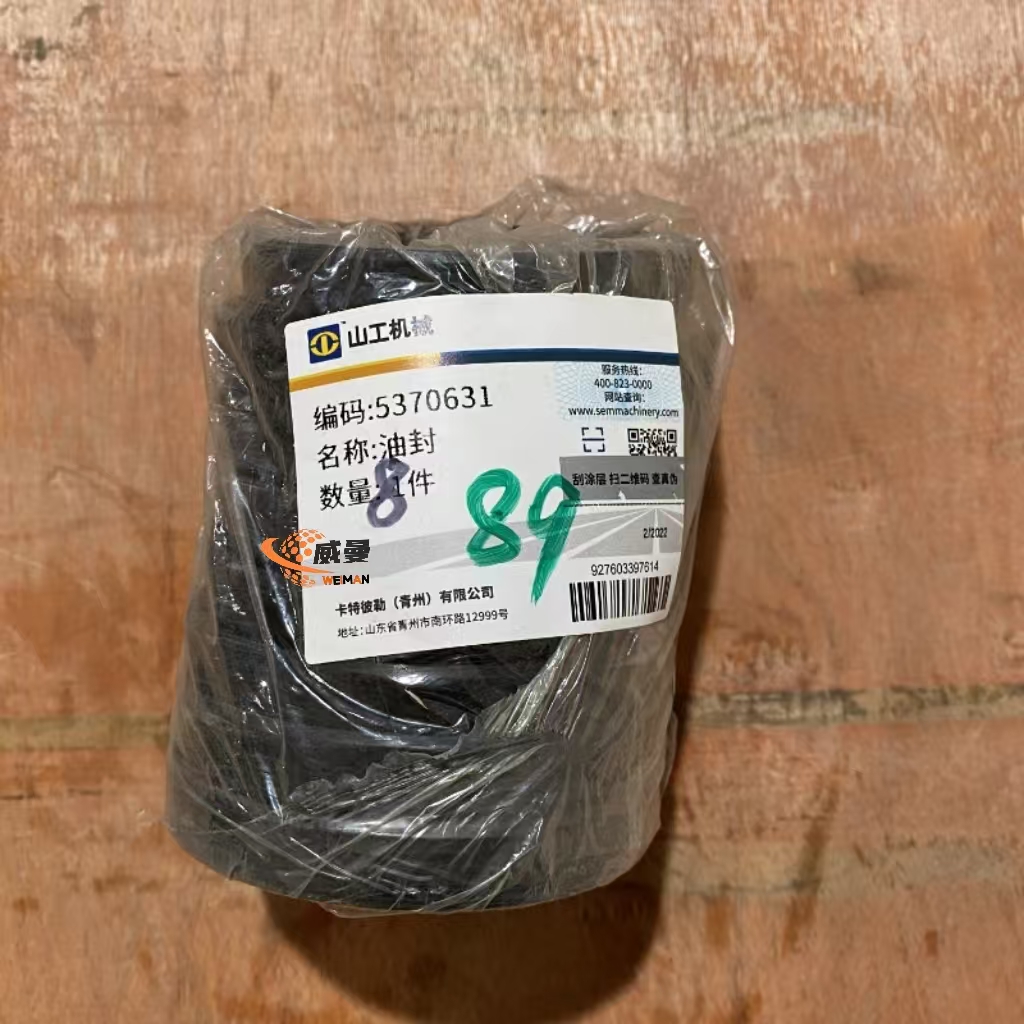 山工机械
服务热线：
400-823-0000
网站查询：
www.semmachinery.com
编码:5370631
名称:油封
数量:1件
8
89
刮涂层 扫二维码 查真伪
2/2022
927603397614
威曼
WEMAN
卡特彼勒（青州）有限公司
地址：山东省青州市南环路12999号